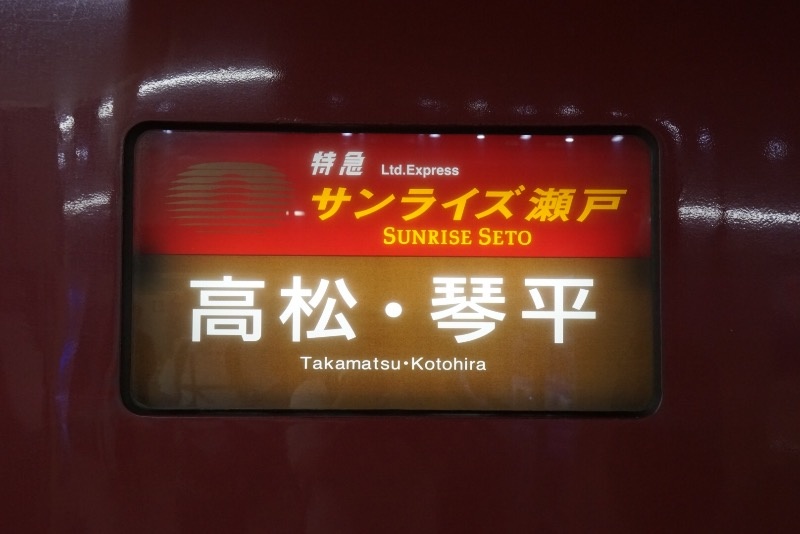 特急 Ltd.Express
サンライズ瀬戸
SUNRISE SETO
高松・琴平
Takamatsu・Kotohira